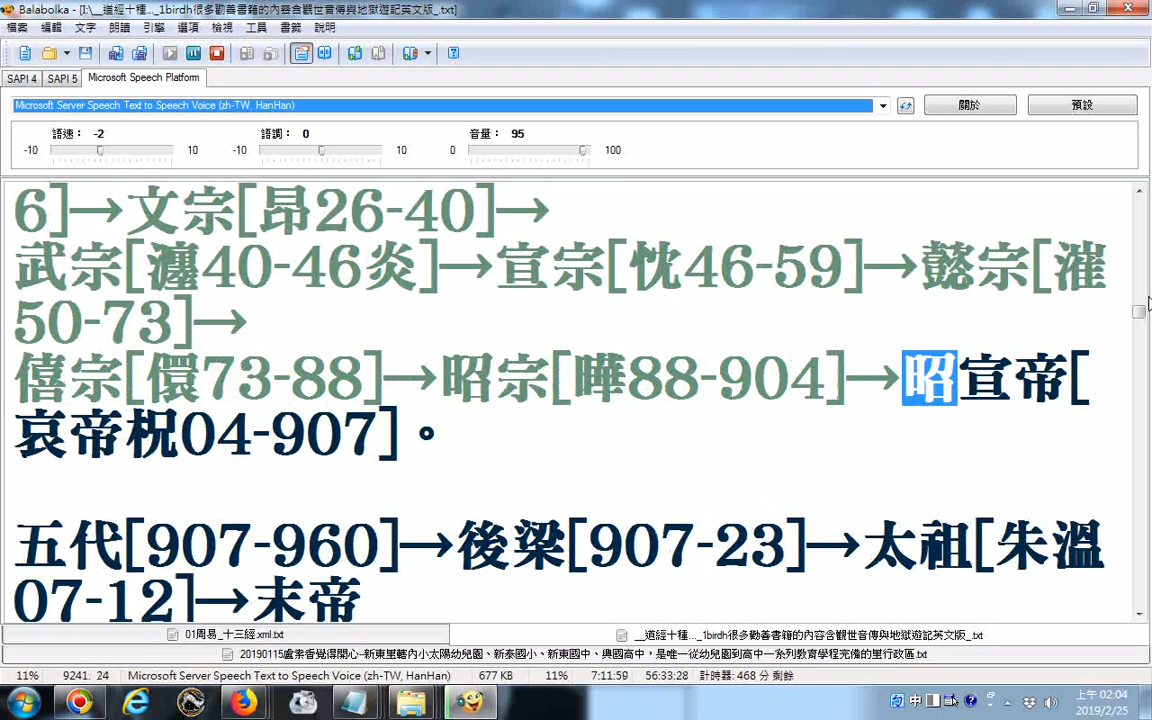 Balabolka - [I:\__道經十種..._1birdh很多勸善書籍的內容含觀世音傳與地獄遊記英文版_.txt]
檔案 編輯 文字 朗讀 引擎 選項 檢視 工具 書籤 說明
SAPI 4 SAPI 5 Microsoft Speech Platform
Microsoft Server Speech Text to Speech Voice (zh-TW, HanHan) 關於 預設
語速： -2 語調： 0 音量： 95
-10 10 -10 10 0 100
6]→文宗[昂26-40]→
武宗[瀍40-46炎]→宣宗[忱46-59]→懿宗[漼
50-73]→
僖宗[儇73-88]→昭宗[曄88-904]→昭宣帝[
哀帝柷04-907]。
五代[907-960]→後梁[907-23]→太祖[朱溫
07-12]→末帝
01周易_十三經.xml.txt __道經十種..._1birdh很多勸善書籍的內容含觀世音傳與地獄遊記英文版_.txt
20190115盧素香覺得開心-新東里轄內小太陽幼兒園、新泰國小、新東國中、興國高中，是唯一從幼兒園到高中一系列教育學程完備的里行政區.txt
11% 9241: 24 Microsoft Server Speech Text to Speech Voice (zh-TW, HanHan) 677 KB 11% 7:11:59 56:33:28 計時器: 468 分 剩餘
中 上午 02:04
2019/2/25